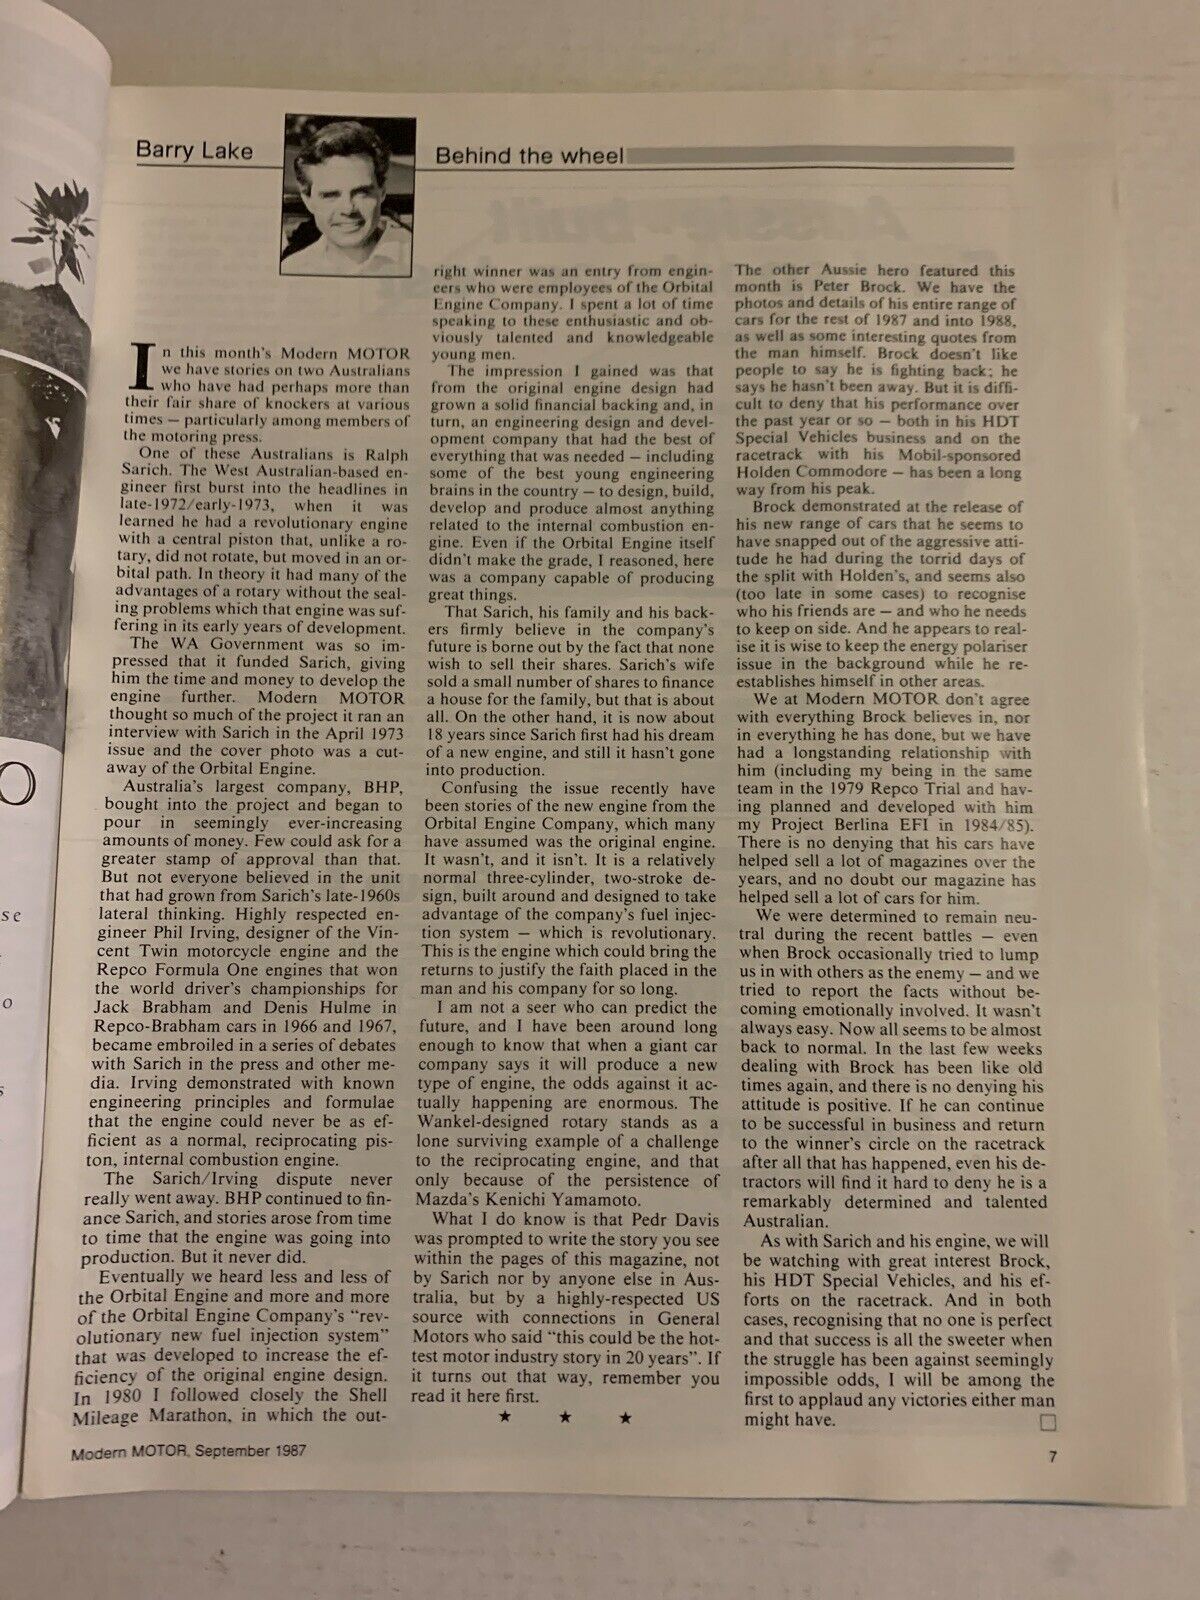 Barry Lake
Behind the wheel
In this month's Modern MOTOR
we have stories on two Australians
who have had perhaps more than
their fair share of knockers at various
times — particularly among members of
the motoring press.
One of these Australians is Ralph
Sarich. The West Australian-based en-
gineer first burst into the headlines in
late-1972/early-1973, when it was
learned he had a revolutionary engine
with a central piston that, unlike a ro-
tary, did not rotate, but moved in an or-
bital path. In theory it had many of the
advantages of a rotary without the seal-
ing problems which that engine was suf-
fering in its early years of development.
The WA Government was so im-
pressed that it funded Sarich, giving
him the time and money to develop the
engine further. Modern MOTOR
thought so much of the project it ran an
interview with Sarich in the April 1973
issue and the cover photo was a cut-
away of the Orbital Engine.
Australia's largest company, BHP,
bought into the project and began to
pour in seemingly ever-increasing
amounts of money. Few could ask for a
greater stamp of approval than that.
But not everyone believed in the unit
that had grown from Sarich's late-1960s
lateral thinking. Highly respected en-
gineer Phil Irving, designer of the Vin-
cent Twin motorcycle engine and the
Repco Formula One engines that won
the world driver's championships for
Jack Brabham and Denis Hulme in
Repco-Brabham cars in 1966 and 1967,
became embroiled in a series of debates
with Sarich in the press and other me-
dia. Irving demonstrated with known
engineering principles and formulae
that the engine could never be as ef-
ficient as a normal, reciprocating pis-
ton, internal combustion engine.
The Sarich/Irving dispute never
really went away. BHP continued to fin-
ance Sarich, and stories arose from time
to time that the engine was going into
production. But it never did.
Eventually we heard less and less of
the Orbital Engine and more and more
of the Orbital Engine Company's "rev-
olutionary new fuel injection system"
that was developed to increase the ef-
ficiency of the original engine design.
In 1980 I followed closely the Shell
Mileage Marathon, in which the out-
right winner was an entry from engin-
eers who were employees of the Orbital
Engine Company. I spent a lot of time
speaking to these enthusiastic and ob-
viously talented and knowledgeable
young men.
The impression I gained was that
from the original engine design had
grown a solid financial backing and, in
turn, an engineering design and devel-
opment company that had the best of
everything that was needed — including
some of the best young engineering
brains in the country — to design, build,
develop and produce almost anything
related to the internal combustion en-
gine. Even if the Orbital Engine itself
didn't make the grade, I reasoned, here
was a company capable of producing
great things.
That Sarich, his family and his back-
ers firmly believe in the company's
future is borne out by the fact that none
wish to sell their shares. Sarich's wife
sold a small number of shares to finance
a house for the family, but that is about
all. On the other hand, it is now about
18 years since Sarich first had his dream
of a new engine, and still it hasn't gone
into production.
Confusing the issue recently have
been stories of the new engine from the
Orbital Engine Company, which many
have assumed was the original engine.
It wasn't, and it isn't. It is a relatively
normal three-cylinder, two-stroke de-
sign, built around and designed to take
advantage of the company's fuel injec-
tion system — which is revolutionary.
This is the engine which could bring the
returns to justify the faith placed in the
man and his company for so long.
I am not a seer who can predict the
future, and I have been around long
enough to know that when a giant car
company says it will produce a new
type of engine, the odds against it ac-
tually happening are enormous. The
Wankel-designed rotary stands as a
lone surviving example of a challenge
to the reciprocating engine, and that
only because of the persistence of
Mazda's Kenichi Yamamoto.
What I do know is that Pedr Davis
was prompted to write the story you see
within the pages of this magazine, not
by Sarich nor by anyone else in Aus-
tralia, but by a highly-respected US
source with connections in General
Motors who said "this could be the hot-
test motor industry story in 20 years". If
it turns out that way, remember you
read it here first.
★ ★ ★
The other Aussie hero featured this
month is Peter Brock. We have the
photos and details of his entire range of
cars for the rest of 1987 and into 1988,
as well as some interesting quotes from
the man himself. Brock doesn't like
people to say he is fighting back; he
says he hasn't been away. But it is diffi-
cult to deny that his performance over
the past year or so — both in his HDT
Special Vehicles business and on the
racetrack with his Mobil-sponsored
Holden Commodore — has been a long
way from his peak.
Brock demonstrated at the release of
his new range of cars that he seems to
have snapped out of the aggressive atti-
tude he had during the torrid days of
the split with Holden's, and seems also
(too late in some cases) to recognise
who his friends are — and who he needs
to keep on side. And he appears to real-
ise it is wise to keep the energy polariser
issue in the background while he re-
establishes himself in other areas.
We at Modern MOTOR don't agree
with everything Brock believes in, nor
in everything he has done, but we have
had a longstanding relationship with
him (including my being in the same
team in the 1979 Repco Trial and hav-
ing planned and developed with him
my Project Berlina EFI in 1984/85).
There is no denying that his cars have
helped sell a lot of magazines over the
years, and no doubt our magazine has
helped sell a lot of cars for him.
We were determined to remain neu-
tral during the recent battles — even
when Brock occasionally tried to lump
us in with others as the enemy — and we
tried to report the facts without be-
coming emotionally involved. It wasn't
always easy. Now all seems to be almost
back to normal. In the last few weeks
dealing with Brock has been like old
times again, and there is no denying his
attitude is positive. If he can continue
to be successful in business and return
to the winner's circle on the racetrack
after all that has happened, even his de-
tractors will find it hard to deny he is a
remarkably determined and talented
Australian.
As with Sarich and his engine, we will
be watching with great interest Brock,
his HDT Special Vehicles, and his ef-
forts on the racetrack. And in both
cases, recognising that no one is perfect
and that success is all the sweeter when
the struggle has been against seemingly
impossible odds, I will be among the
first to applaud any victories either man
might have.
Modern MOTOR, September 1987
7